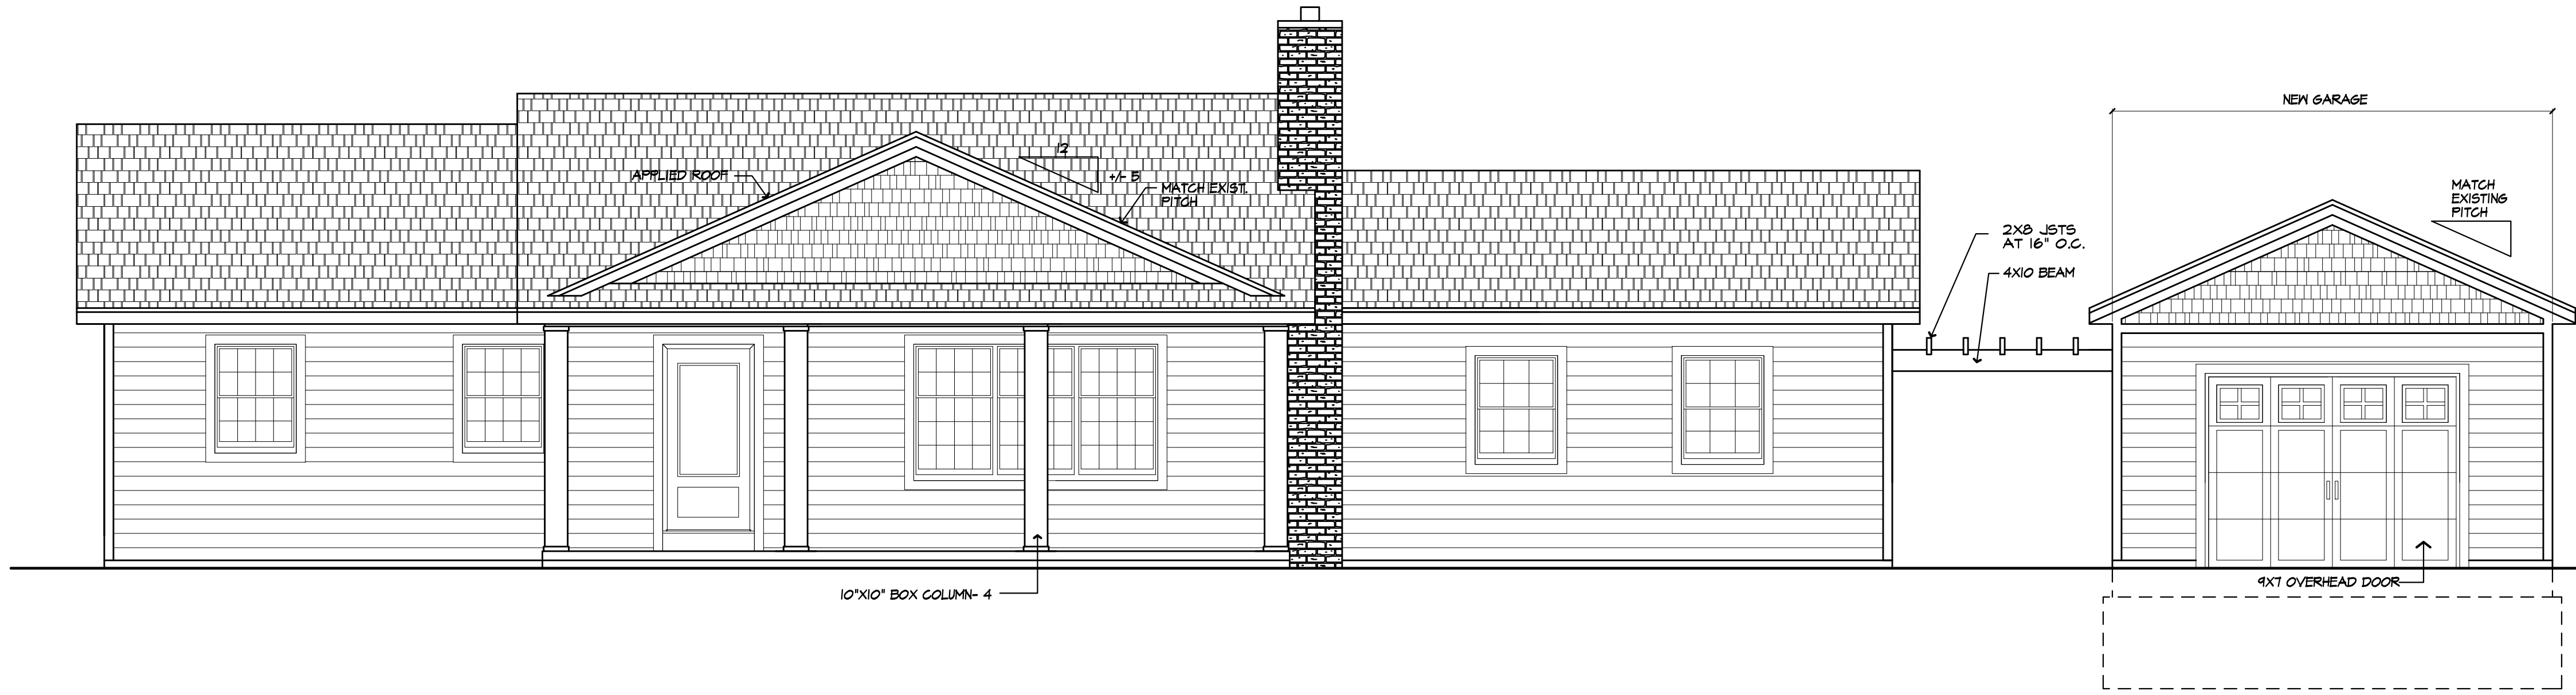 NEW GARAGE
12
+/- 5
APPLIED ROOF
MATCH EXIST.
PITCH
MATCH
EXISTING
PITCH
2X8 JSTS
AT 16" O.C.
4X10 BEAM
10"X10" BOX COLUMN- 4
9X7 OVERHEAD DOOR